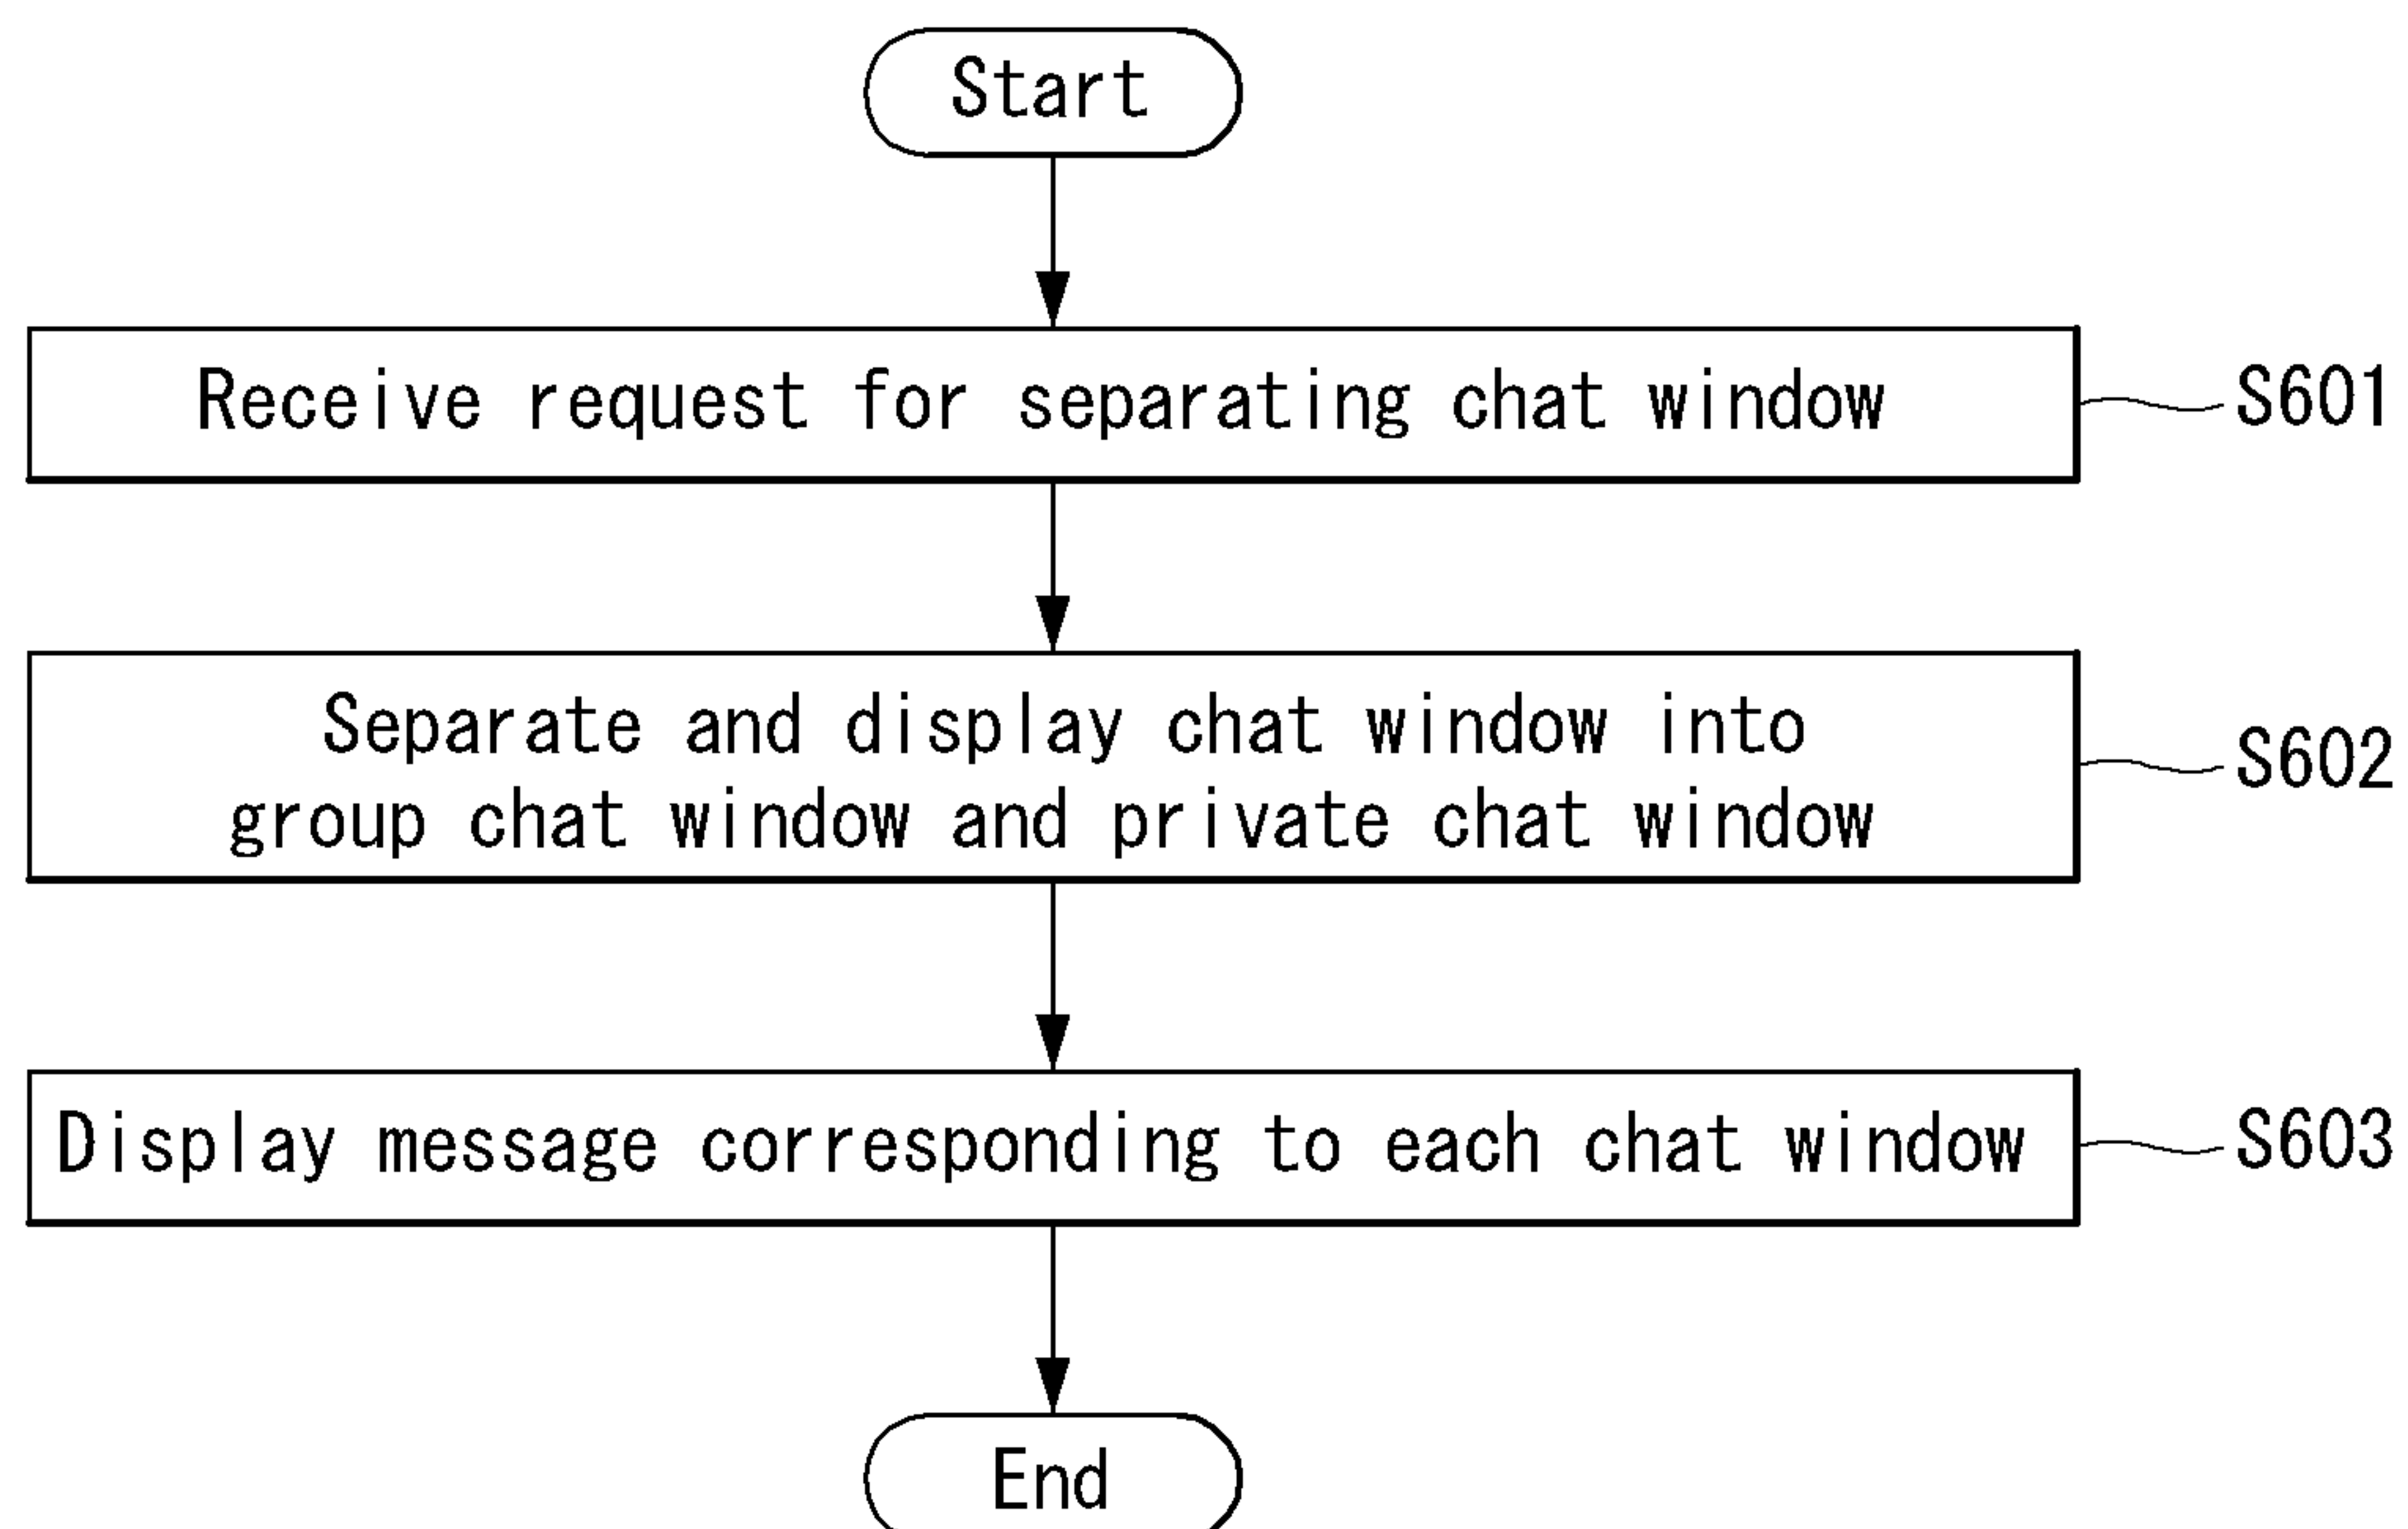 Start
Receive request for separating chat window
S601
Separate and display chat window into
group chat window and private chat window
S602
Display message corresponding to each chat window
S603
End